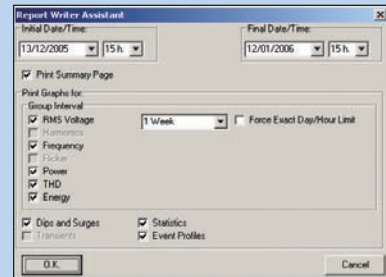 Report Writer Assistant
Initial Date/Time:
Final Date/Time:
13/12/2005 15 h.
12/01/2006 15 h.
Print Summary Page
Print Graphs for:
Group Interval
RMS Voltage 1 Week Force Exact Day/Hour Limit
Harmonics
Frequency
Flicker
Power
THD
Energy
Dips and Surges Statistics
Transients Event Profiles
O.K. Cancel